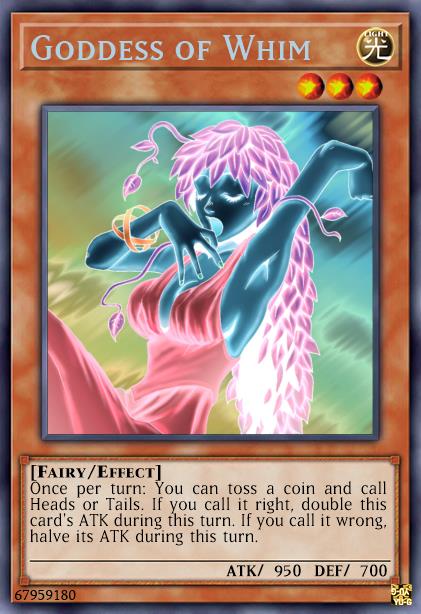 Goddess of Whim
LIGHT
光
[Fairy/Effect]
Once per turn: You can toss a coin and call
Heads or Tails. If you call it right, double this
card's ATK during this turn. If you call it wrong,
halve its ATK during this turn.
ATK/ 950 DEF/ 700
67959180